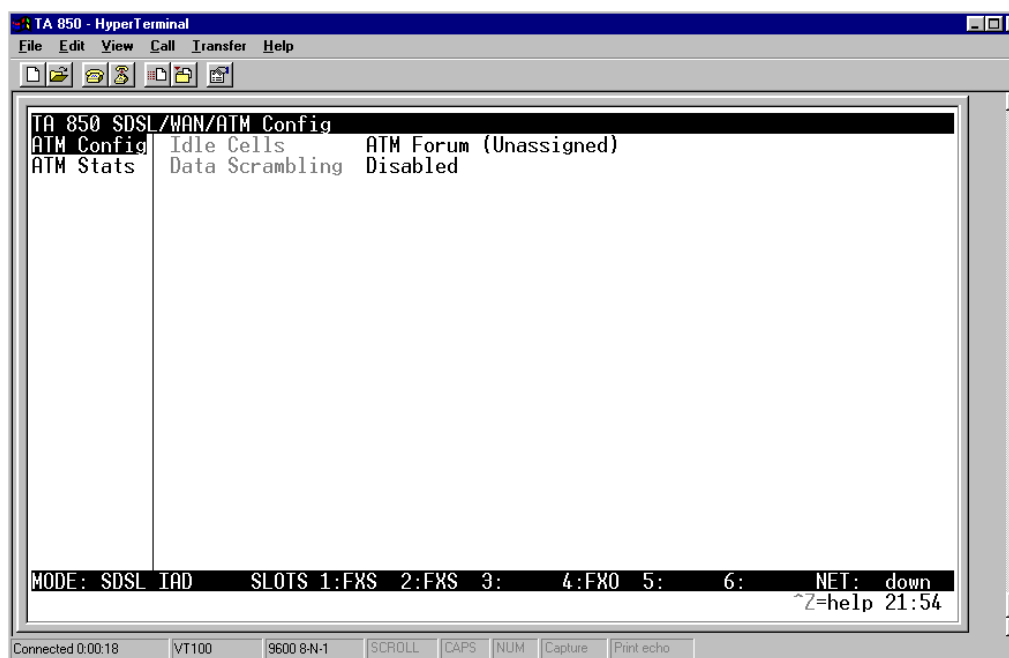 TA 850 - HyperTerminal
File Edit View Call Transfer Help
TA 850 SDSL/WAN/ATM Config
ATM Config Idle Cells ATM Forum (Unassigned)
ATM Stats Data Scrambling Disabled
MODE: SDSL IAD SLOTS 1:FXS 2:FXS 3: 4:FXO 5: 6: NET: down
^Z=help 21:54
Connected 0:00:18 VT100 9600 8-N-1 SCROLL CAPS NUM Capture Print echo